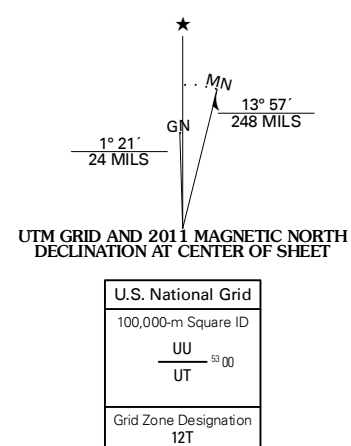 ★
MN
GN
13° 57´
248 MILS
1° 21´
24 MILS
UTM GRID AND 2011 MAGNETIC NORTH
DECLINATION AT CENTER OF SHEET
U.S. National Grid
100,000-m Square ID
UU
53 00
UT
Grid Zone Designation
12T